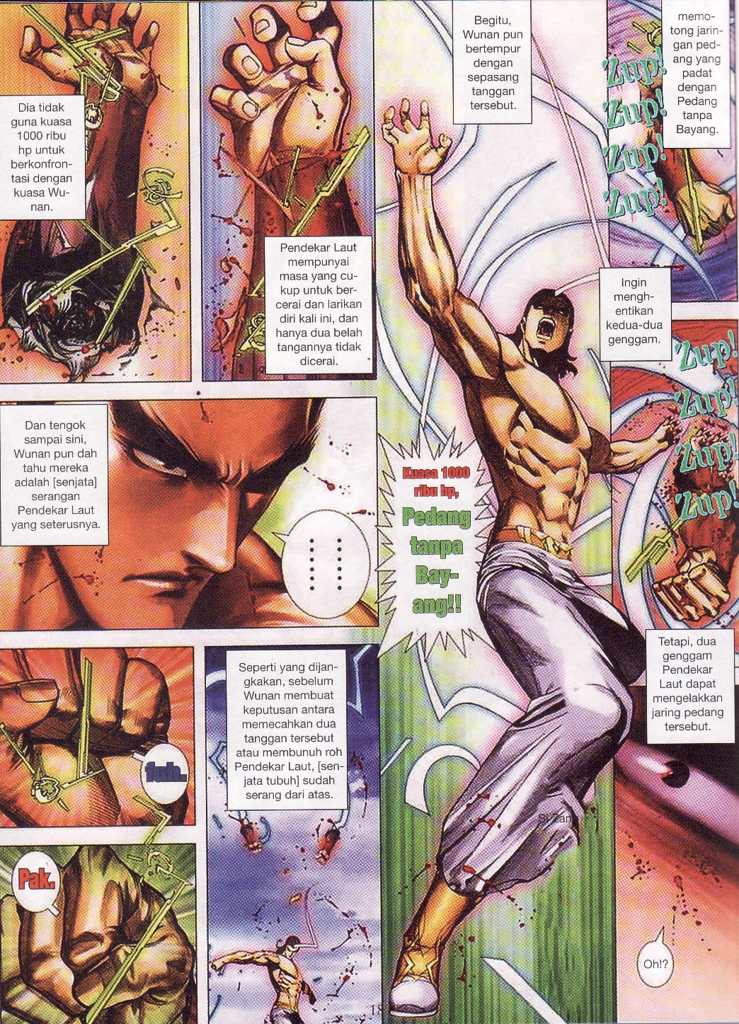 Dia tidak
guna kuasa
1000 ribu
hp untuk
berkonfron-
tasi dengan
kuasa Wu-
nan.
Pendekar Laut
mempunyai
masa yang cu-
kup untuk ber-
cerai dan larikan
diri kali ini, dan
hanya dua belah
tangannya tidak
dicerai.
Begitu,
Wunan pun
bertempur
dengan
sepasang
tanggan
tersebut.
memo-
tong jarin-
gan ped-
ang yang
padat
dengan
Pedang
tanpa
Bayang.
Zup!
Zup!
Zup!
Zup!
Ingin
mengh-
entikan
kedua-dua
genggam.
Zup!
Zup!
Zup!
Zup!
Dan tengok
sampai sini,
Wunan pun dah
tahu mereka
adalah [senjata]
serangan
Pendekar Laut
yang seterusnya.
Kuasa 1000
ribu hp,
Pedang
tanpa
Bay-
ang!!
Tetapi, dua
genggam
Pendekar
Laut dapat
mengelakkan
jaring pedang
tersebut.
Seperti yang dijan-
gkakan, sebelum
Wunan membuat
keputusan antara
memecahkan dua
tanggan tersebut
atau membunuh roh
Pendekar Laut, [sen-
jata tubuh] sudah
serang dari atas.
Pak.
Oh!?